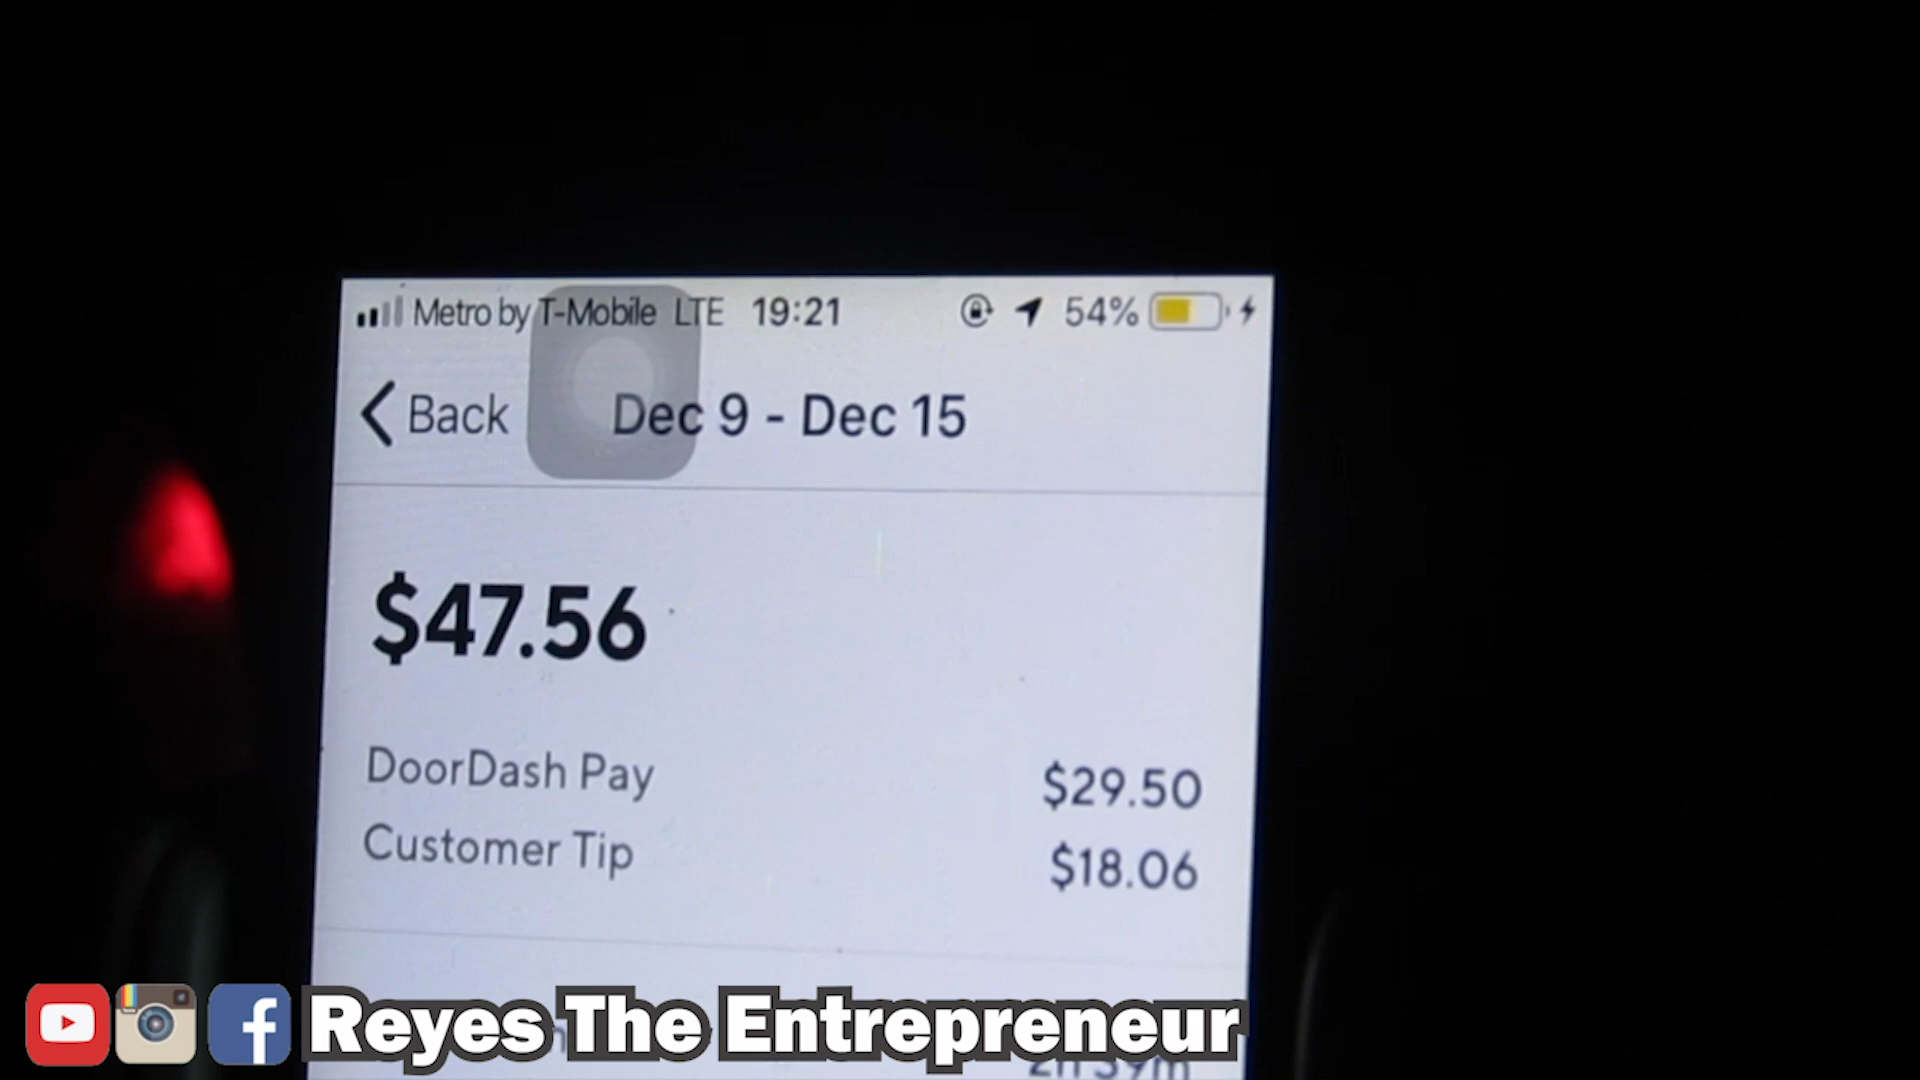 Metro by T-Mobile LTE 19:21 54%
Back Dec 9 - Dec 15
$47.56
DoorDash Pay $29.50
Customer Tip $18.06
Reyes The Entrepreneur